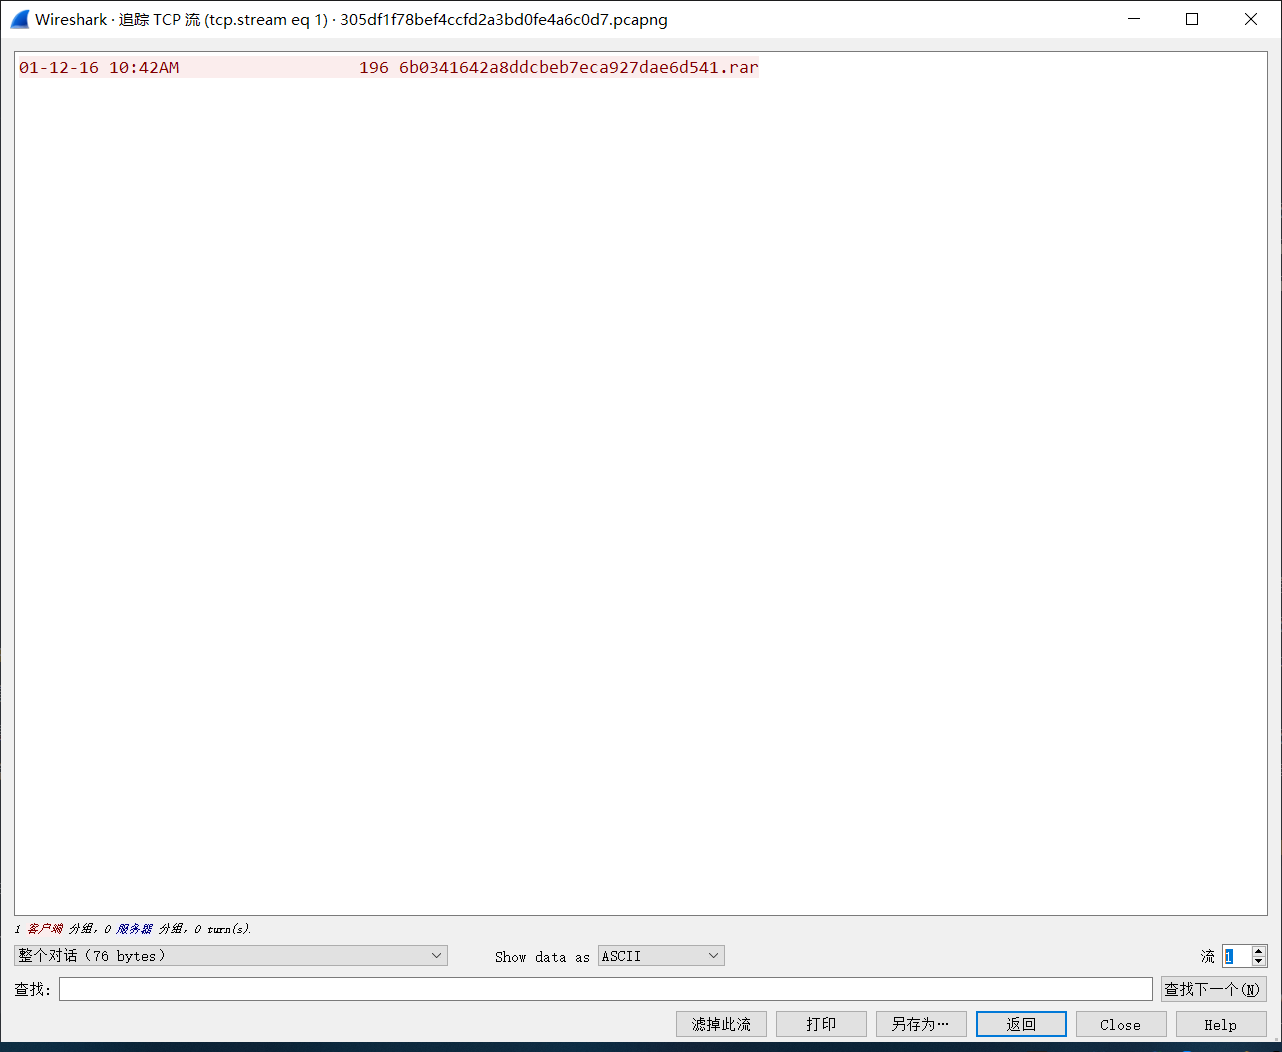 Wireshark · 追踪 TCP 流 (tcp.stream eq 1) · 305df1f78bef4ccfd2a3bd0fe4a6c0d7.pcapng
01-12-16 10:42AM                  196 6b0341642a8ddcbeb7eca927dae6d541.rar
1 客户端 分组, 0 服务器 分组, 0 turn(s).
整个对话 (76 bytes)  Show data as  ASCII  流  1
查找:  查找下一个(N)
滤掉此流  打印  另存为…  返回  Close  Help